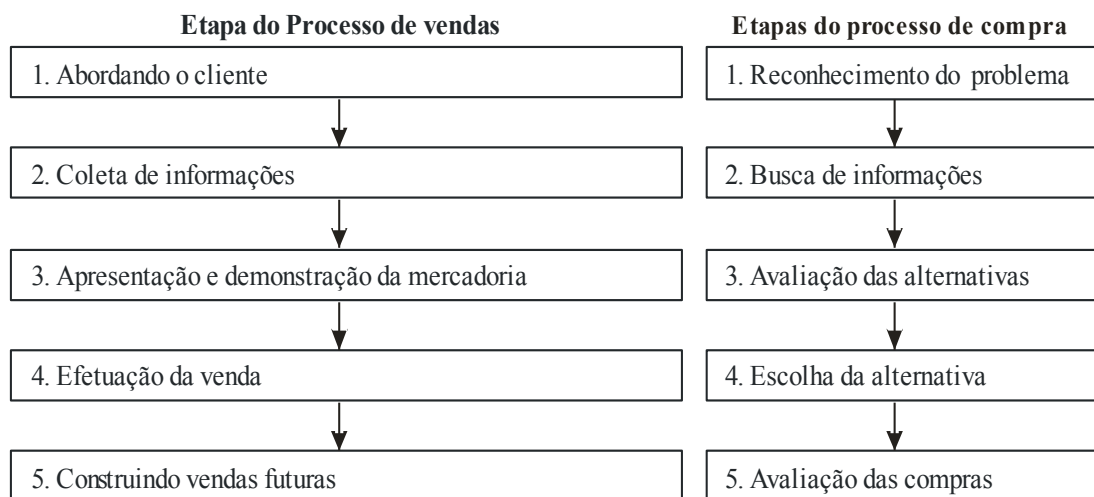 Etapa do Processo de vendas
1. Abordando o cliente
2. Coleta de informações
3. Apresentação e demonstração da mercadoria
4. Efetuação da venda
5. Construindo vendas futuras
Etapas do processo de compra
1. Reconhecimento do problema
2. Busca de informações
3. Avaliação das alternativas
4. Escolha da alternativa
5. Avaliação das compras